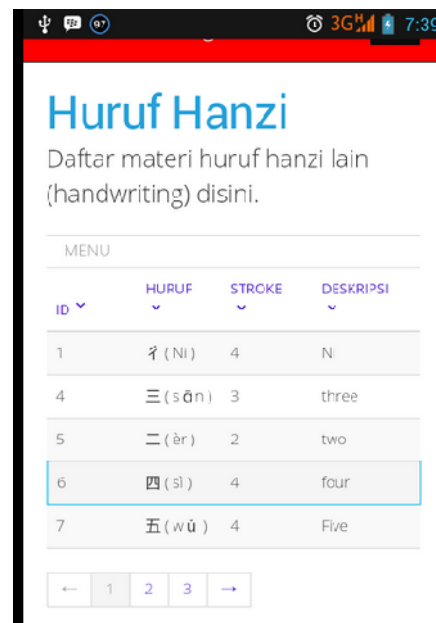 97 3G H 7:39
Huruf Hanzi
Daftar materi huruf hanzi lain
(handwriting) disini.
MENU
ID HURUF STROKE DESKRIPSI
1 ( Ni ) 4 Ni
4 三 ( sān ) 3 three
5 二 ( èr ) 2 two
6 四 ( sì ) 4 four
7 五 ( wǔ ) 4 Five
← 1 2 3 →